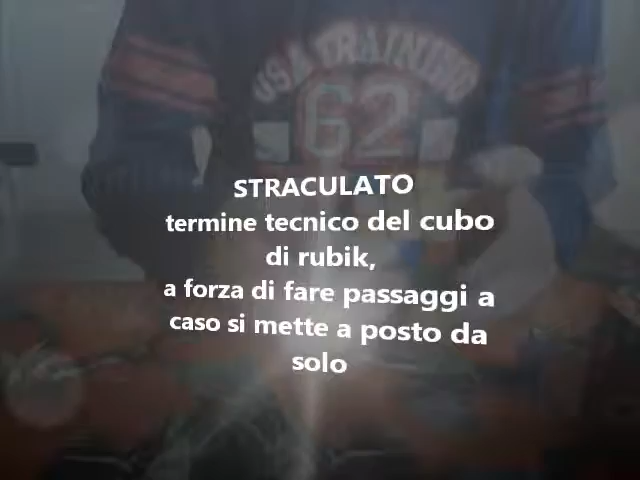 USA TRAINING
62
STRACULATO
termine tecnico del cubo
di rubik,
a forza di fare passaggi a
caso si mette a posto da
solo